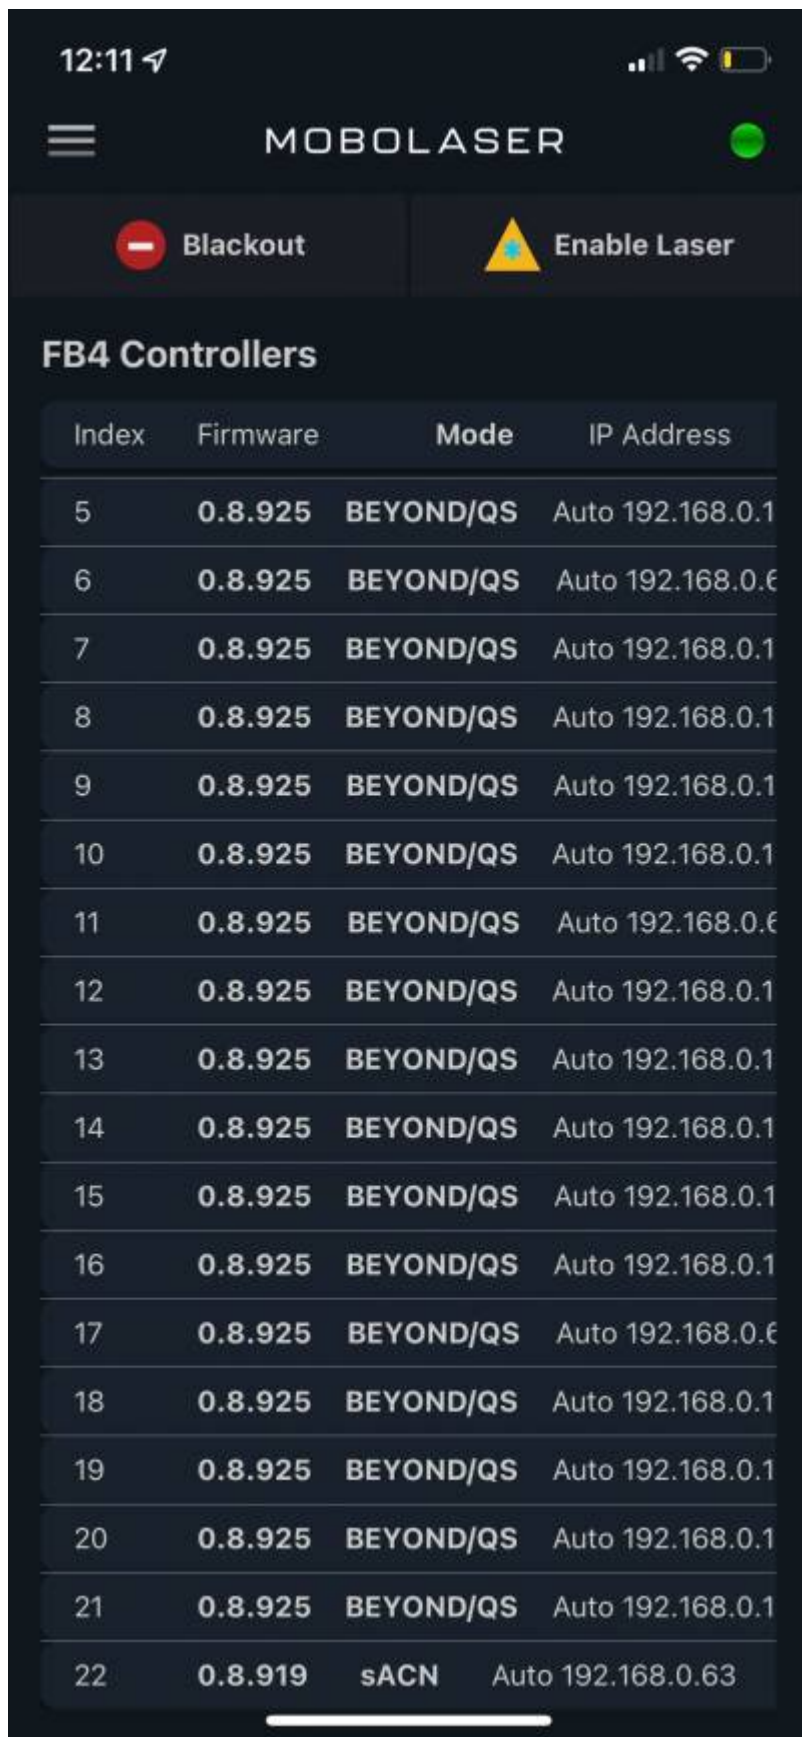 12:11
MOBOLASER
Blackout Enable Laser
FB4 Controllers
Index Firmware Mode IP Address
5 0.8.925 BEYOND/QS Auto 192.168.0.1
6 0.8.925 BEYOND/QS Auto 192.168.0.6
7 0.8.925 BEYOND/QS Auto 192.168.0.1
8 0.8.925 BEYOND/QS Auto 192.168.0.1
9 0.8.925 BEYOND/QS Auto 192.168.0.1
10 0.8.925 BEYOND/QS Auto 192.168.0.1
11 0.8.925 BEYOND/QS Auto 192.168.0.6
12 0.8.925 BEYOND/QS Auto 192.168.0.1
13 0.8.925 BEYOND/QS Auto 192.168.0.1
14 0.8.925 BEYOND/QS Auto 192.168.0.1
15 0.8.925 BEYOND/QS Auto 192.168.0.1
16 0.8.925 BEYOND/QS Auto 192.168.0.1
17 0.8.925 BEYOND/QS Auto 192.168.0.6
18 0.8.925 BEYOND/QS Auto 192.168.0.1
19 0.8.925 BEYOND/QS Auto 192.168.0.1
20 0.8.925 BEYOND/QS Auto 192.168.0.1
21 0.8.925 BEYOND/QS Auto 192.168.0.1
22 0.8.919 sACN Auto 192.168.0.63